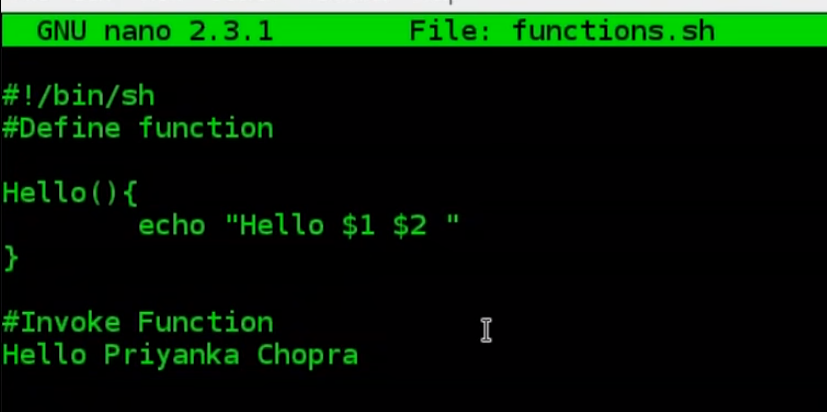 GNU nano 2.3.1 File: functions.sh
#!/bin/sh
#Define function
Hello(){
echo "Hello $1 $2 "
}
#Invoke Function
Hello Priyanka Chopra